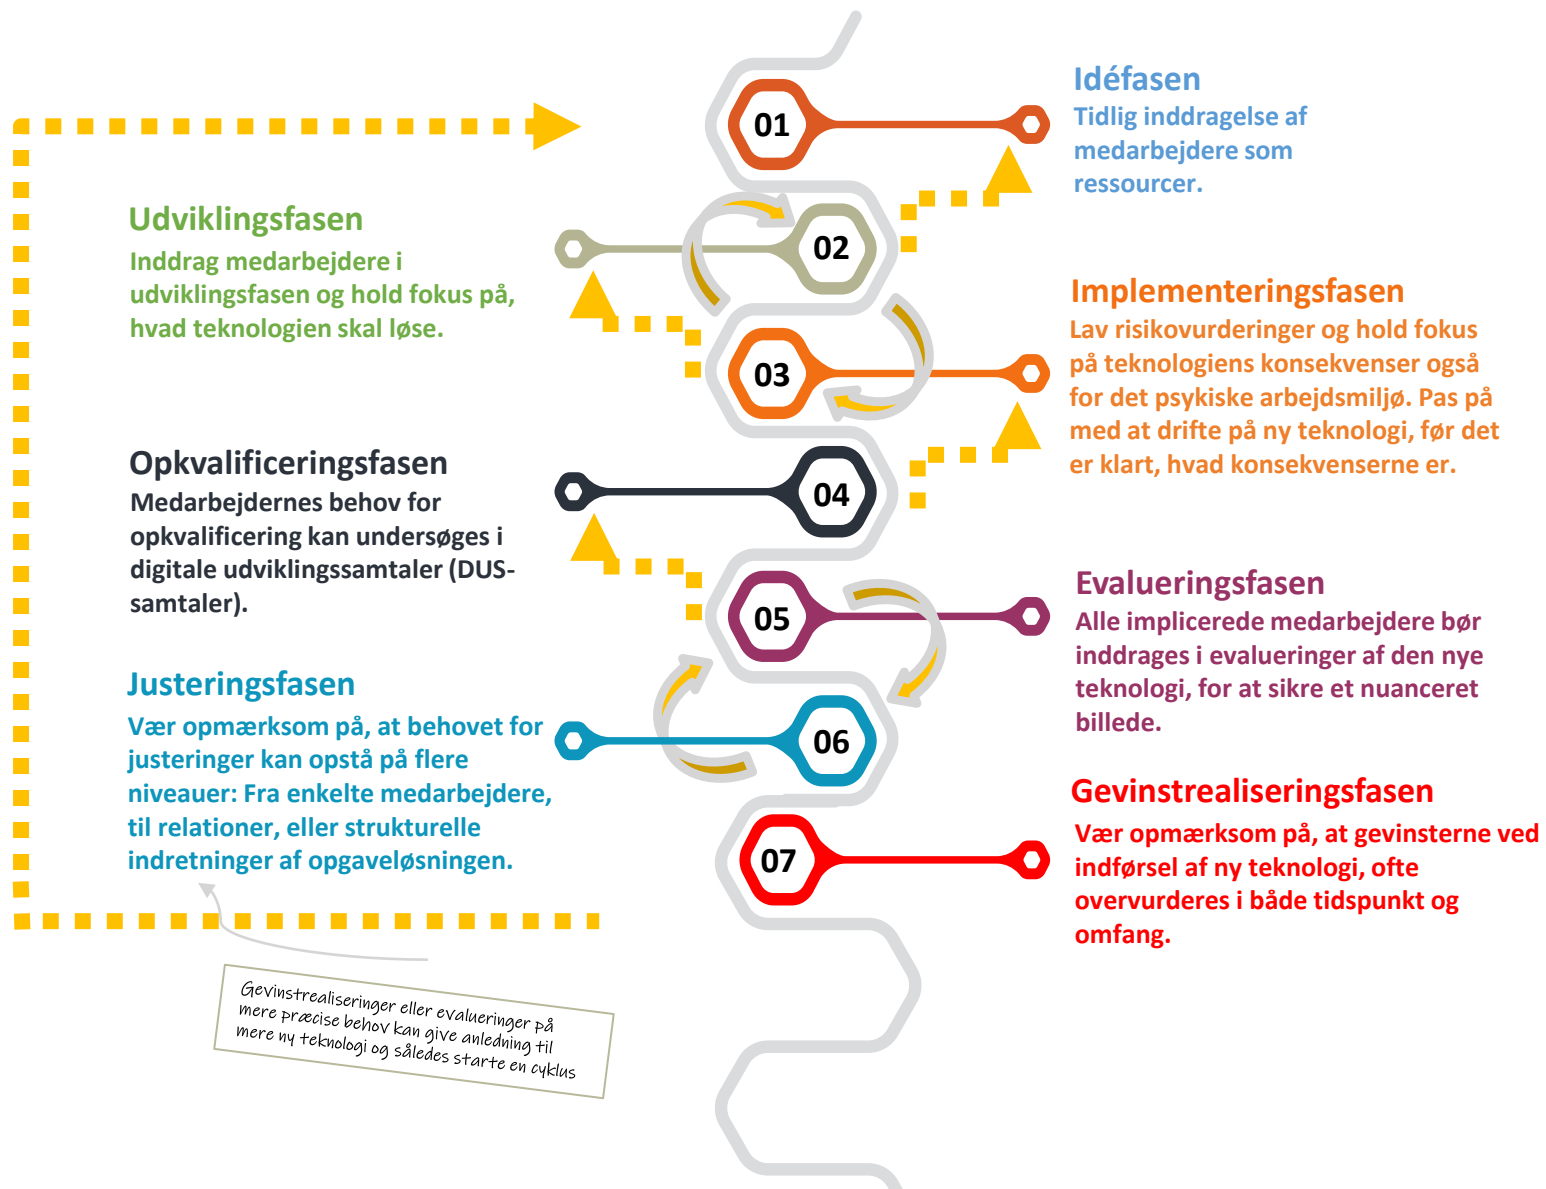 01
Idéfasen
Tidlig inddragelse af
medarbejdere som
ressourcer.
Udviklingsfasen
Inddrag medarbejdere i
udviklingsfasen og hold fokus på,
hvad teknologien skal løse.
02
Implementeringsfasen
Lav risikovurderinger og hold fokus
på teknologiens konsekvenser også
for det psykiske arbejdsmiljø. Pas på
med at drifte på ny teknologi, før det
er klart, hvad konsekvenserne er.
03
Opkvalificeringsfasen
Medarbejdernes behov for
opkvalificering kan undersøges i
digitale udviklingssamtaler (DUS-
samtaler).
04
Evalueringsfasen
Alle implicerede medarbejdere bør
inddrages i evalueringer af den nye
teknologi, for at sikre et nuanceret
billede.
05
Justeringsfasen
Vær opmærksom på, at behovet for
justeringer kan opstå på flere
niveauer: Fra enkelte medarbejdere,
til relationer, eller strukturelle
indretninger af opgaveløsningen.
06
Gevinstrealiseringsfasen
Vær opmærksom på, at gevinsterne ved
indførsel af ny teknologi, ofte
overvurderes i både tidspunkt og
omfang.
07
Gevinstrealiseringer eller evalueringer på
mere præcise behov kan give anledning til
mere ny teknologi og således starte en cyklus